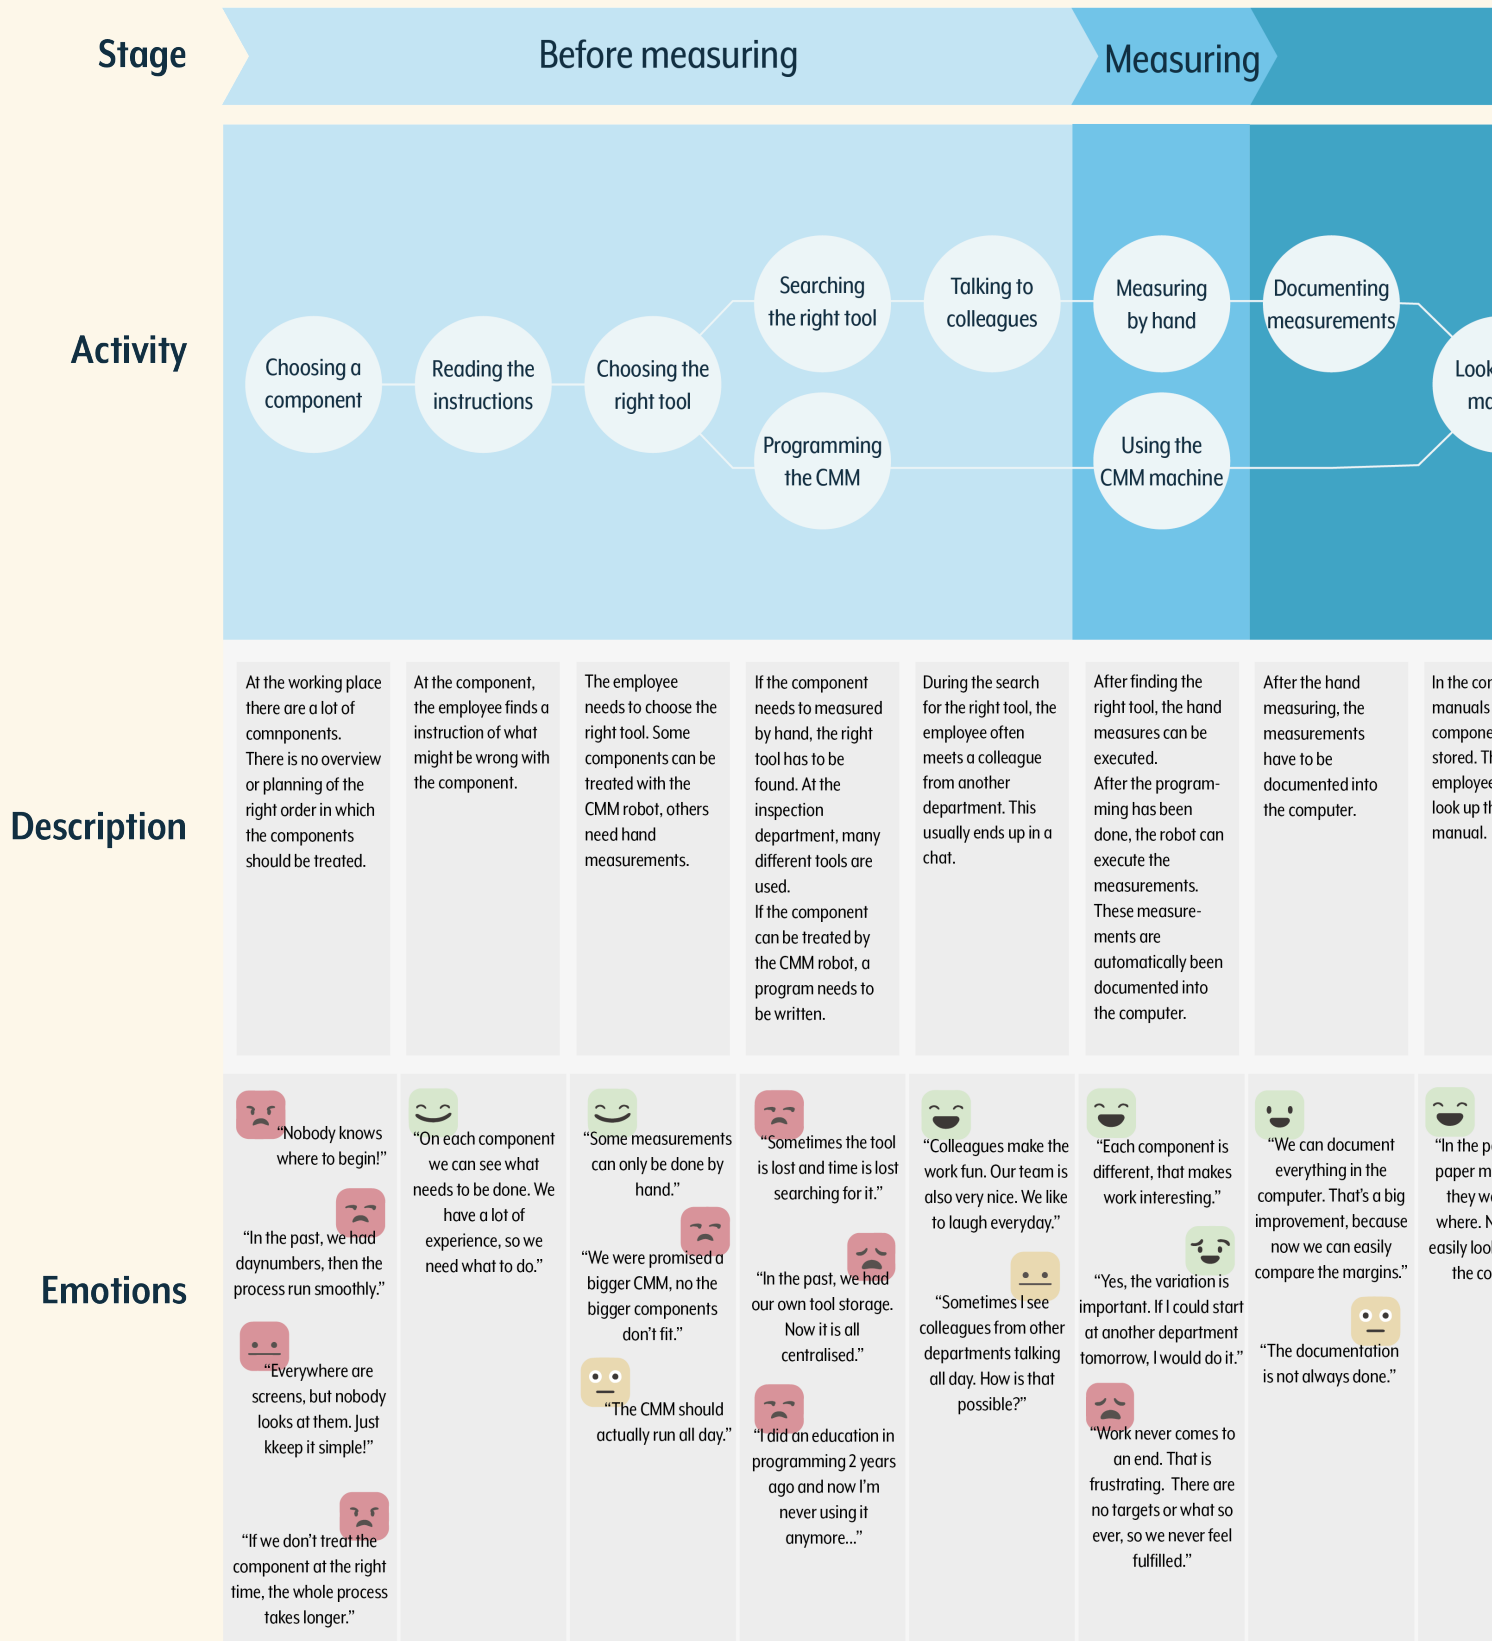 Stage
Before measuring
Measuring
Activity
Choosing a
component
Reading the
instructions
Choosing the
right tool
Searching
the right tool
Talking to
colleagues
Programming
the CMM
Measuring
by hand
Using the
CMM machine
Documenting
measurements
Look
ma
Description
At the working place
there are a lot of
comnponents.
There is no overview
or planning of the
right order in which
the components
should be treated.
At the component,
the employee finds a
instruction of what
might be wrong with
the component.
The employee
needs to choose the
right tool. Some
components can be
treated with the
CMM robot, others
need hand
measurements.
If the component
needs to measured
by hand, the right
tool has to be
found. At the
inspection
department, many
different tools are
used.
If the component
can be treated by
the CMM robot, a
program needs to
be written.
During the search
for the right tool, the
employee often
meets a colleague
from another
department. This
usually ends up in a
chat.
After finding the
right tool, the hand
measures can be
executed.
After the program-
ming has been
done, the robot can
execute the
measurements.
These measure-
ments are
automatically been
documented into
the computer.
After the hand
measuring, the
measurements
have to be
documented into
the computer.
In the
manuals
stored.
look up
manual.
Emotions
“Nobody knows
where to begin!”
“In the past, we had
daynumbers, then the
process run smoothly.”
“Everywhere are
screens, but nobody
looks at them. Just
kkeep it simple!”
“If we don’t treat the
component at the right
time, the whole process
takes longer.”
“On each component
we can see what
needs to be done. We
have a lot of
experience, so we
need what to do.”
“Some measurements
can only be done by
hand.”
“We were promised a
bigger CMM, no the
bigger components
don’t fit.”
“The CMM should
actually run all day.”
“Sometimes the tool
is lost and time is lost
searching for it.”
“In the past, we had
our own tool storage.
Now it is all
centralised.”
“I did an education in
programming 2 years
ago and now I’m
never using it
anymore...”
“Colleagues make the
work fun. Our team is
also very nice. We like
to laugh everyday.”
“Sometimes I see
colleagues from other
departments talking
all day. How is that
possible?”
“Each component is
different, that makes
work interesting.”
“Yes, the variation is
important. If I could start
at another department
tomorrow, I would do it.”
“Work never comes to
an end. That is
frustrating. There are
no targets or what so
ever, so we never feel
fulfilled.”
“We can document
everything in the
computer. That’s a big
improvement, because
now we can easily
compare the margins.”
“The documentation
is not always done.”
“In the
paper
they
where.
easily
the